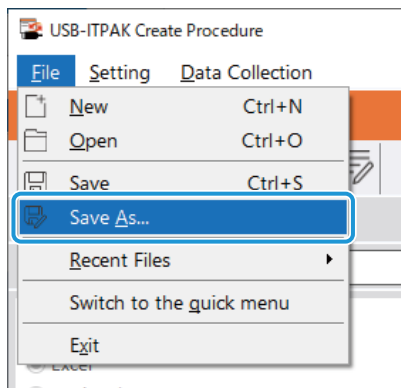 USB-ITPAK Create Procedure
File Setting Data Collection
New Ctrl+N
Open Ctrl+O
Save Ctrl+S
Save As...
Recent Files
Switch to the quick menu
Exit
Excel